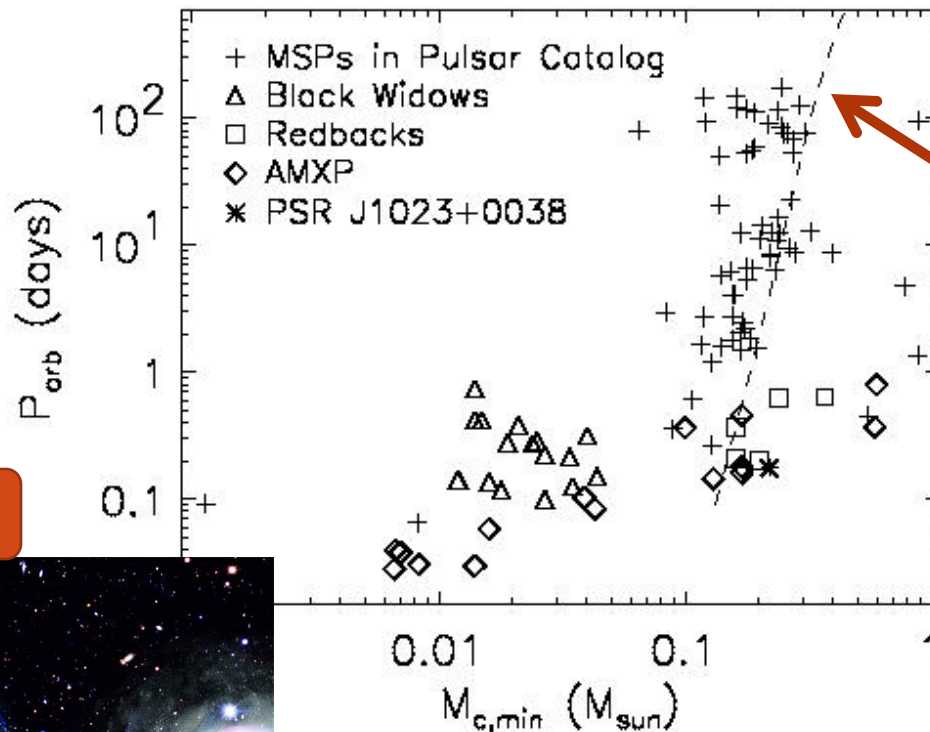 + MSPs in Pulsar Catalog
△ Black Widows
□ Redbacks
◇ AMXP
✱ PSR J1023+0038
10²
10¹
1
0.1
P_orb (days)
0.01
0.1
1
M_c,min (M_sun)